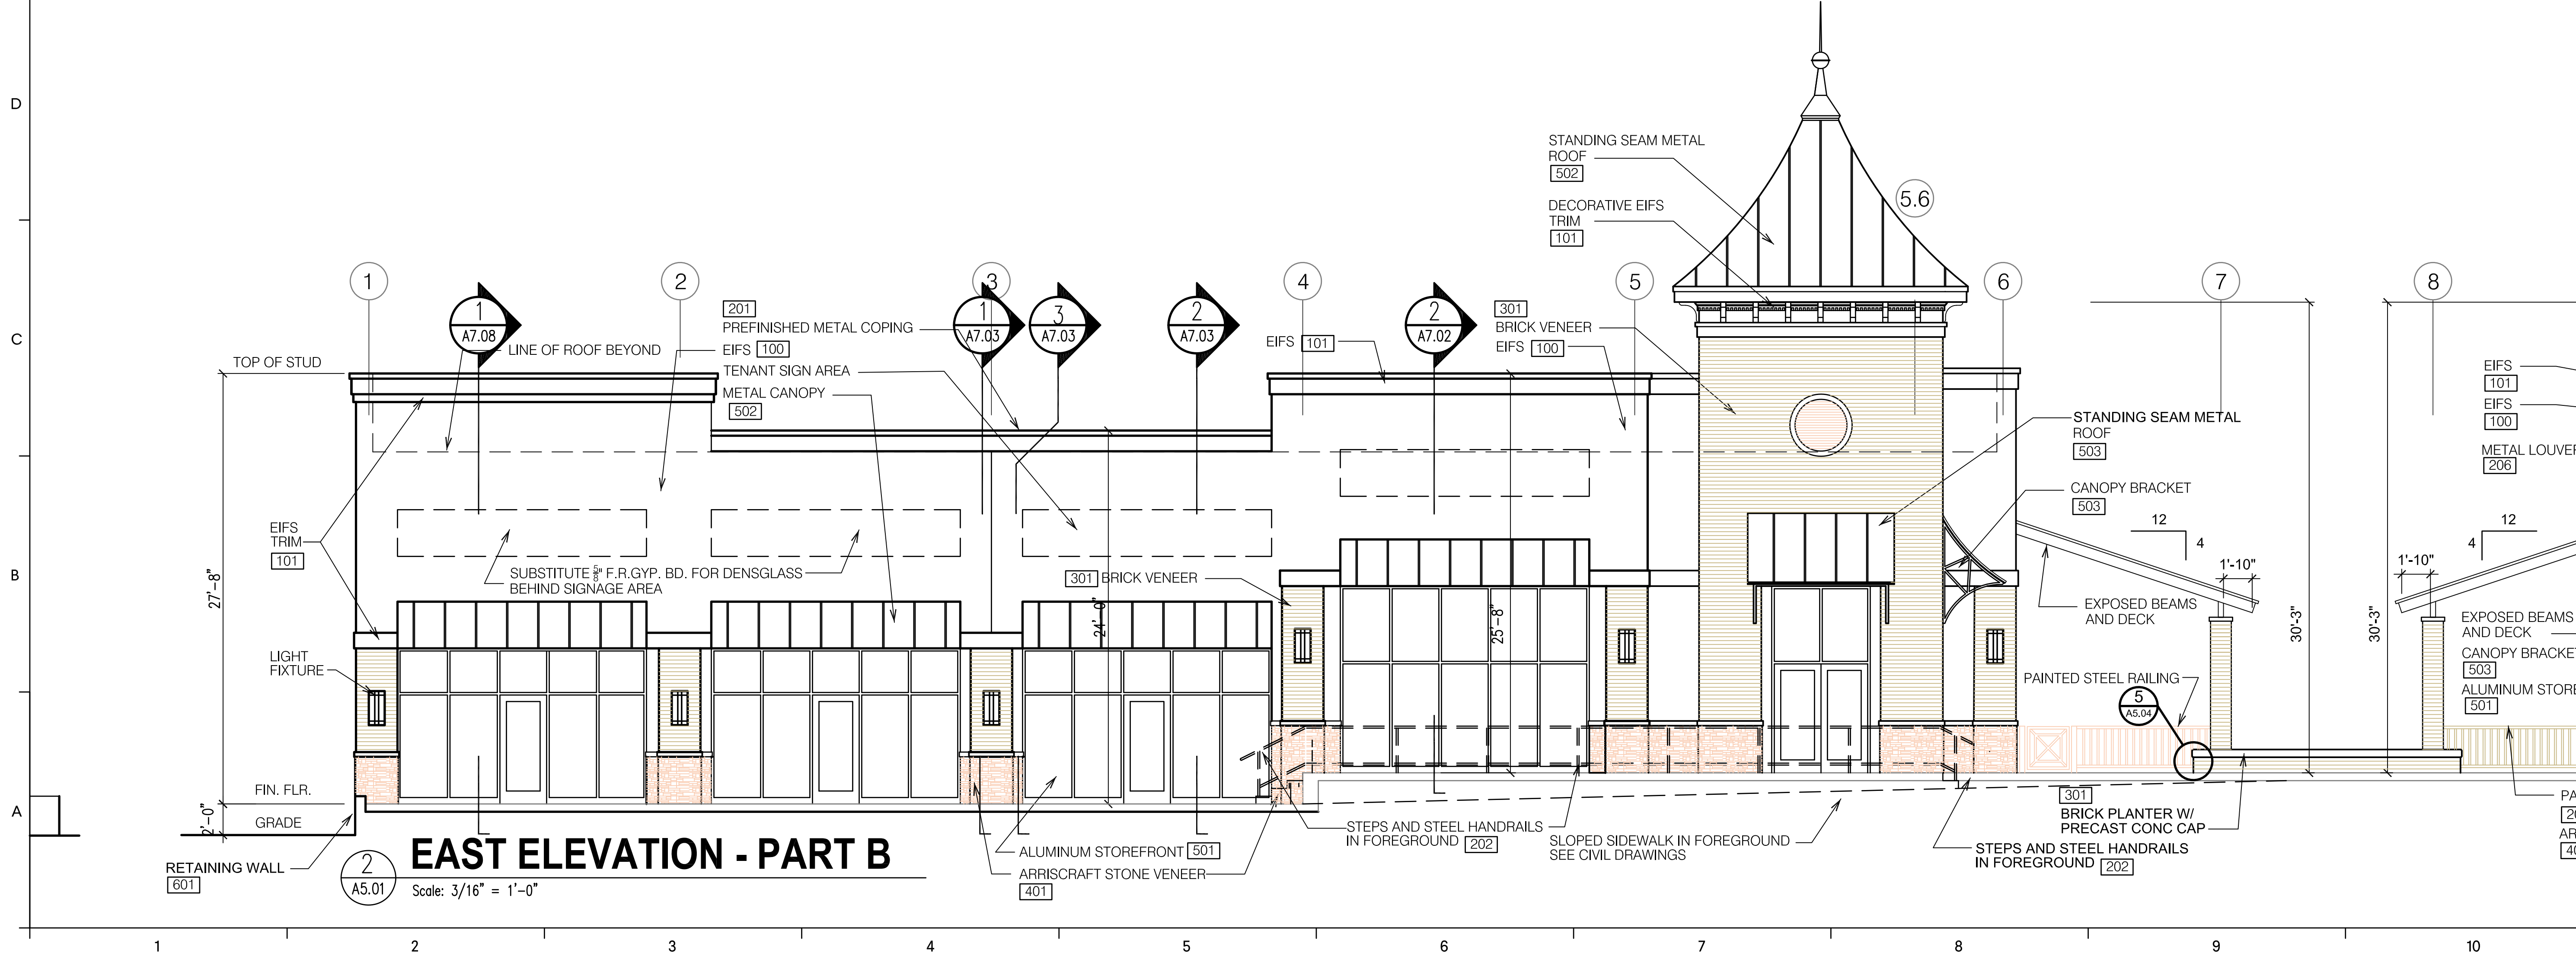 D
C
B
A
STANDING SEAM METAL
ROOF
502
DECORATIVE EIFS
TRIM
101
5.6
1
2
3
4
5
6
7
8
1
A7.08
1
A7.03
3
A7.03
2
A7.03
2
A7.02
201
PREFINISHED METAL COPING
EIFS 100
TENANT SIGN AREA
METAL CANOPY
502
LINE OF ROOF BEYOND
TOP OF STUD
EIFS 101
301
BRICK VENEER
EIFS 100
EIFS
101
EIFS
100
METAL LOUVER
206
STANDING SEAM METAL
ROOF
503
CANOPY BRACKET
503
EIFS
TRIM
101
27'-8"
SUBSTITUTE 5/8" F.R.GYP. BD. FOR DENSGLASS
BEHIND SIGNAGE AREA
301 BRICK VENEER
24'-0"
25'-8"
12
4
1'-10"
12
4
1'-10"
EXPOSED BEAMS
AND DECK
30'-3"
30'-3"
EXPOSED BEAMS
AND DECK
CANOPY BRACKET
503
ALUMINUM STORE
501
LIGHT
FIXTURE
PAINTED STEEL RAILING
5
A5.04
FIN. FLR.
2'-0"
GRADE
RETAINING WALL
601
2
A5.01
EAST ELEVATION - PART B
Scale: 3/16" = 1'-0"
ALUMINUM STOREFRONT 501
ARRISCRAFT STONE VENEER
401
STEPS AND STEEL HANDRAILS
IN FOREGROUND 202
SLOPED SIDEWALK IN FOREGROUND
SEE CIVIL DRAWINGS
301
BRICK PLANTER W/
PRECAST CONC CAP
STEPS AND STEEL HANDRAILS
IN FOREGROUND 202
PA
20
AR
40
1
2
3
4
5
6
7
8
9
10